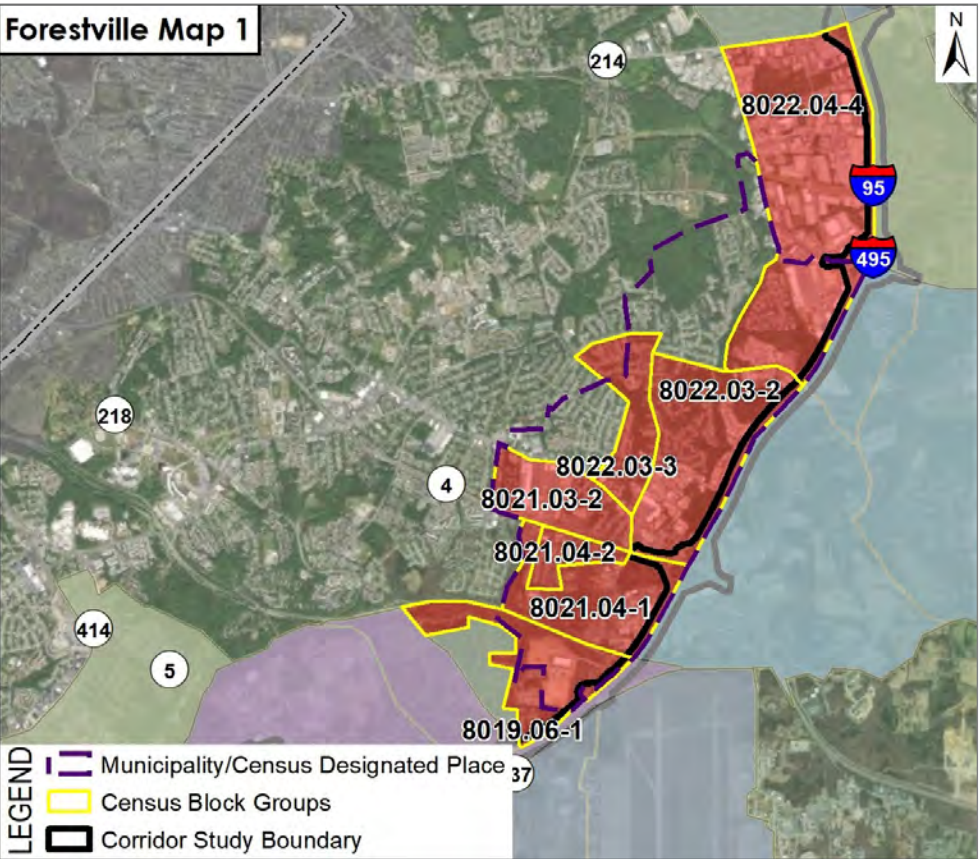 Forestville Map 1
N
214
8022.04-4
95
495
8022.03-2
218
8022.03-3
4
8021.03-2
8021.04-2
8021.04-1
414
5
8019.06-1
37
LEGEND
Municipality/Census Designated Place
Census Block Groups
Corridor Study Boundary